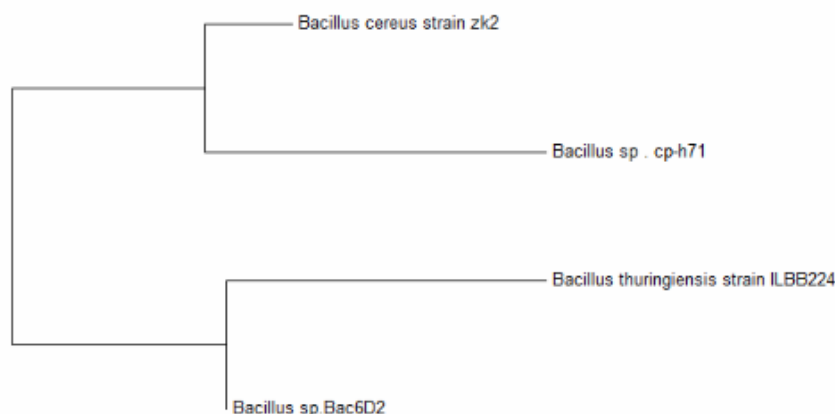 Bacillus cereus strain zk2
Bacillus sp . cp-h71
Bacillus thuringiensis strain ILBB224
Bacillus sp.Bac6D2